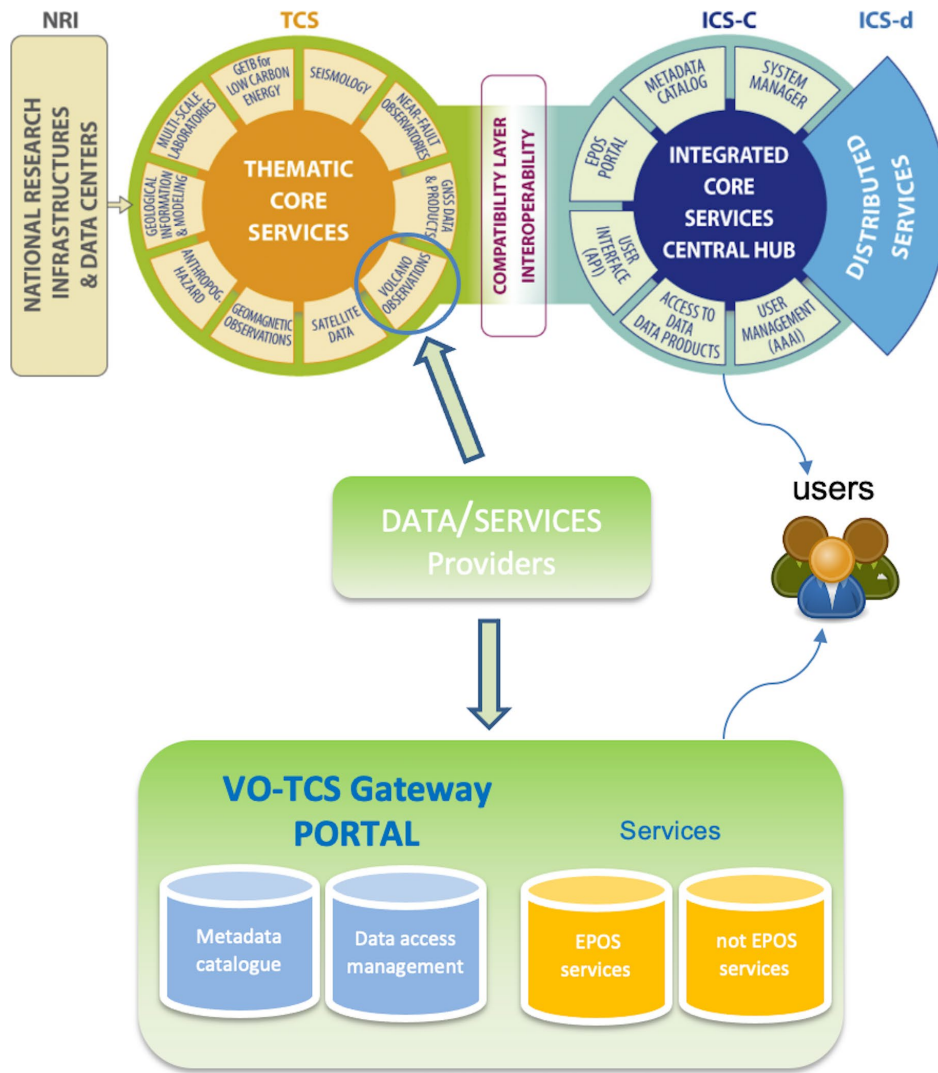 NRI
TCS
ICS-C
ICS-d
NATIONAL RESEARCH
INFRASTRUCTURES
& DATA CENTERS
THEMATIC
CORE
SERVICES
GETB for
LOW CARBON
ENERGY
SEISMOLOGY
NEAR-FAULT
OBSERVATORIES
GNSS DATA
& PRODUCTS
VOLCANO
OBSERVATIONS
SATELLITE
DATA
GEOMAGNETIC
OBSERVATIONS
ANTHROPOG.
HAZARD
GEOLOGICAL
INFORMATION
& MODELING
MULTI-SCALE
LABORATORIES
COMPATIBILITY LAYER
INTEROPERABILITY
INTEGRATED
CORE
SERVICES
CENTRAL HUB
METADATA
CATALOG
SYSTEM
MANAGER
EPOS
PORTAL
USER
INTERFACE
(API)
ACCESS TO
DATA
DATA PRODUCTS
USER
MANAGEMENT
(AAAI)
DISTRIBUTED
SERVICES
DATA/SERVICES
Providers
users
VO-TCS Gateway
PORTAL
Services
Metadata
catalogue
Data access
management
EPOS
services
not EPOS
services